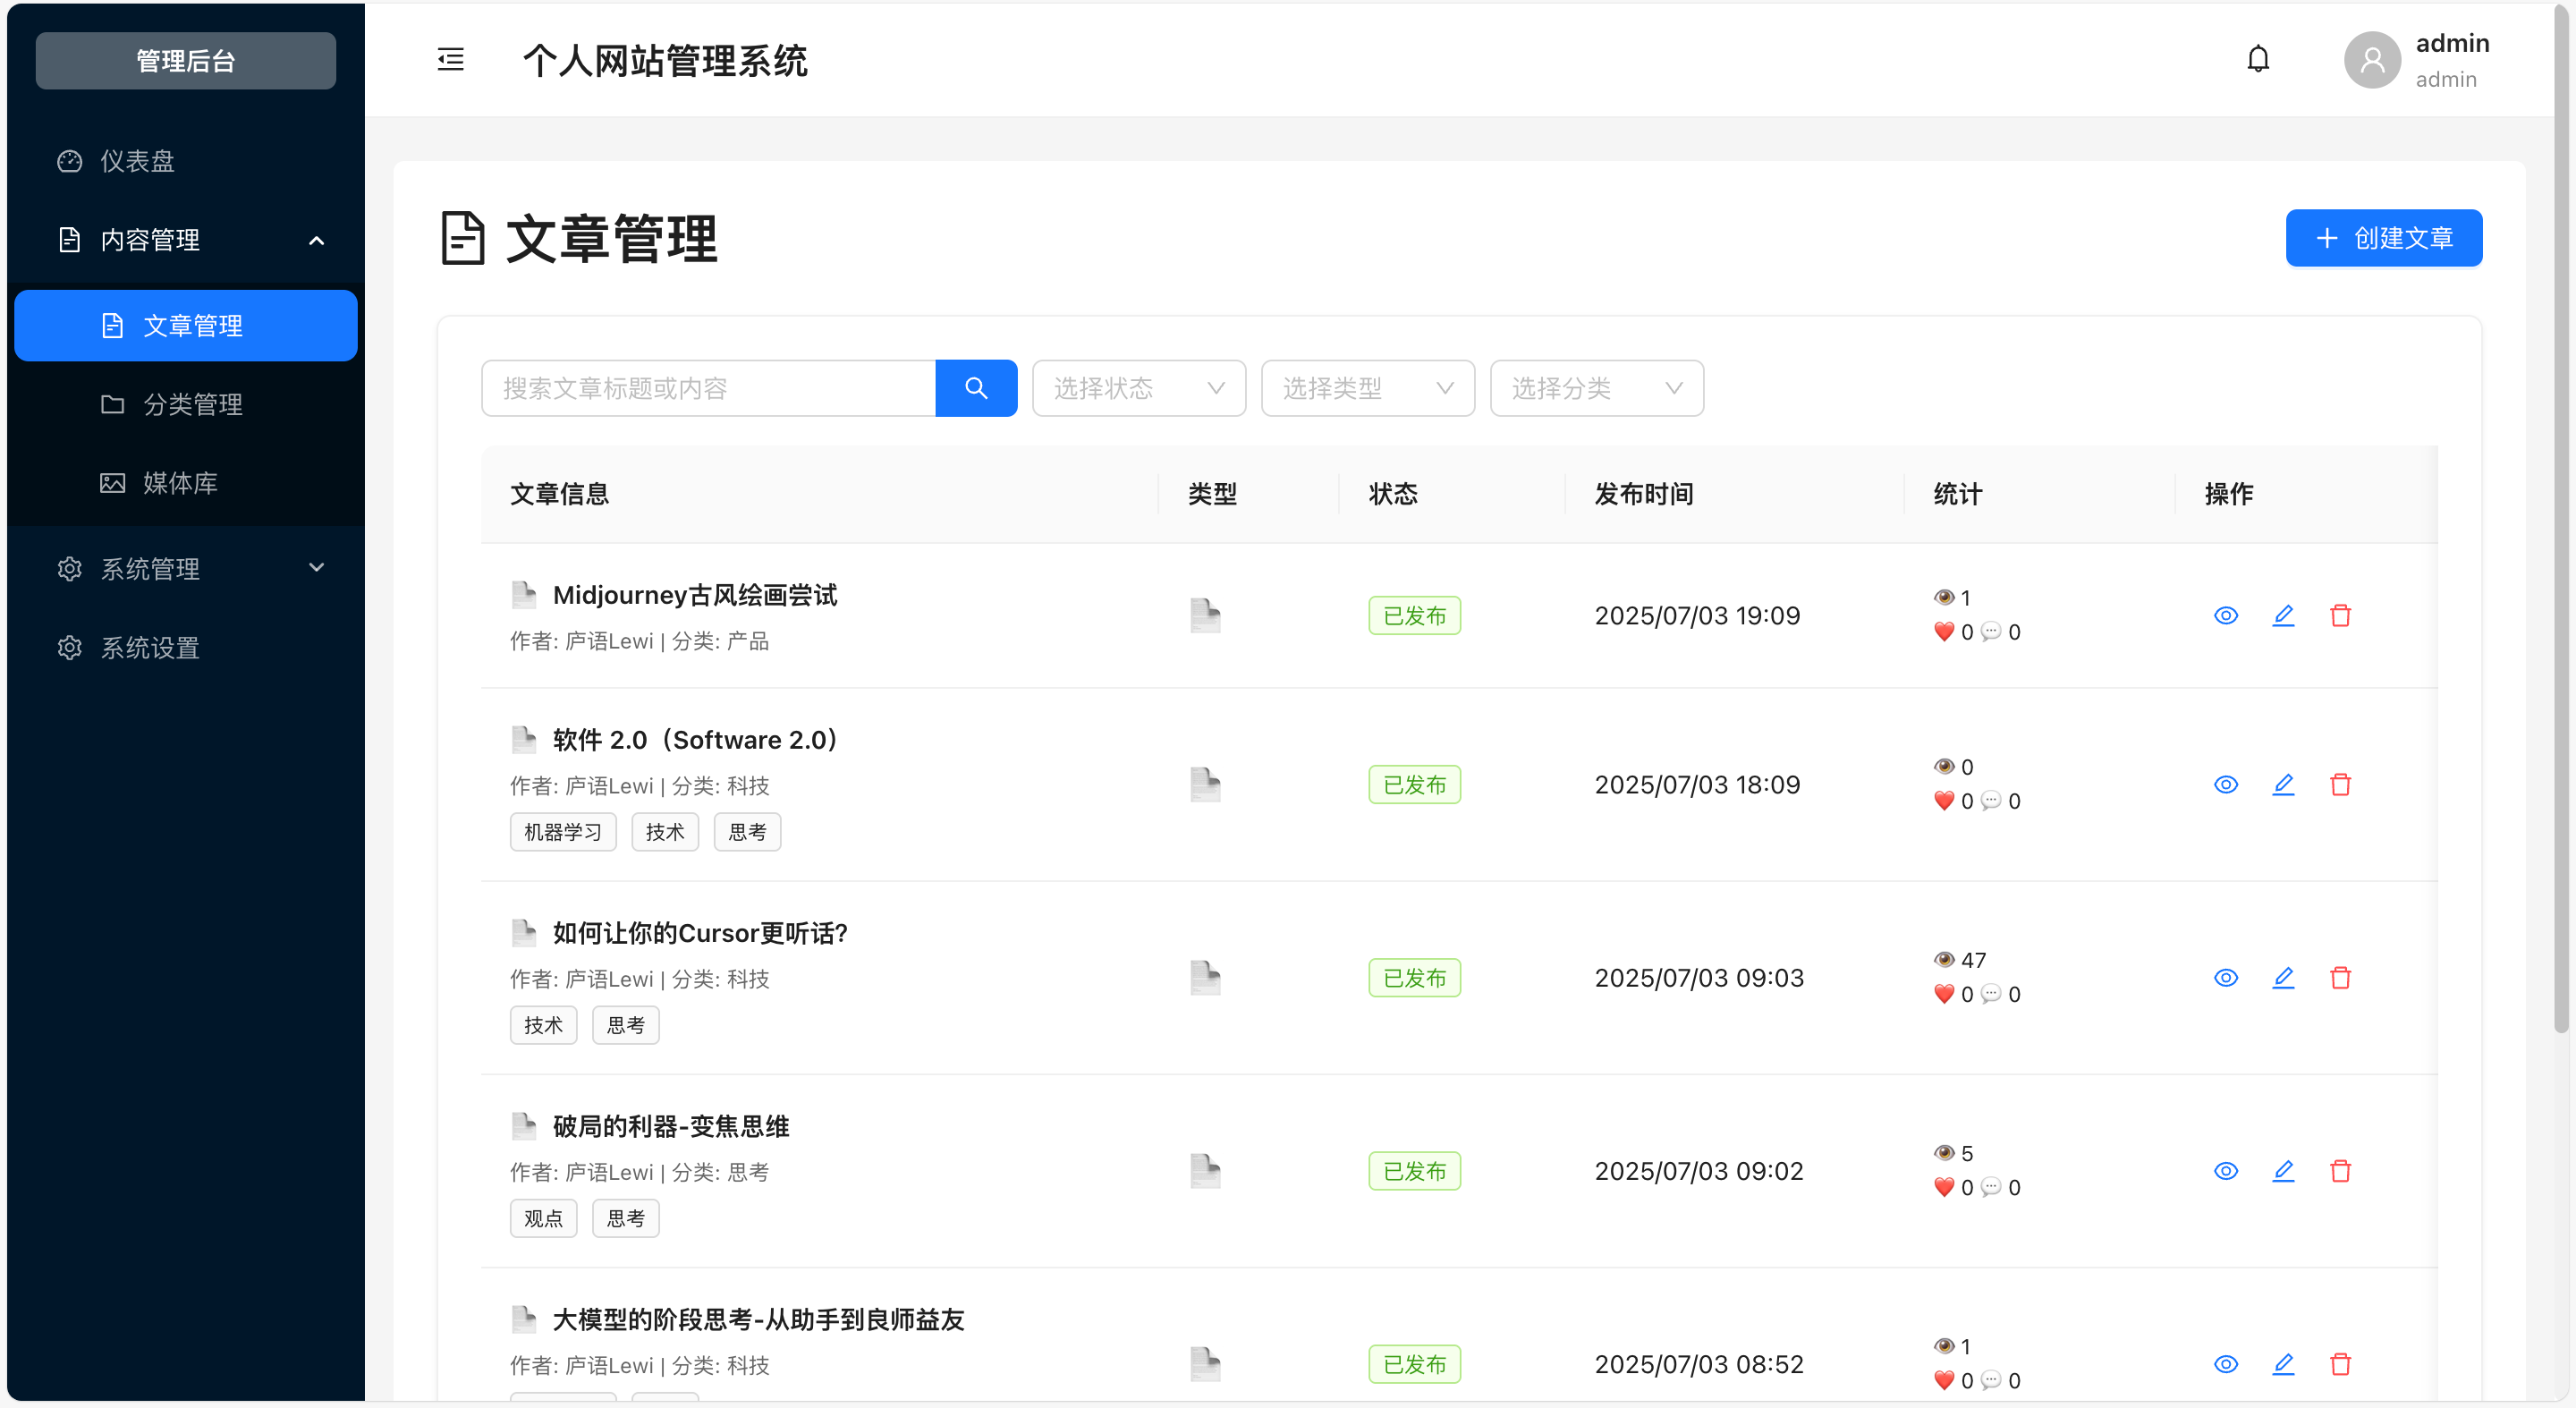 管理后台
仪表盘
内容管理
文章管理
分类管理
媒体库
系统管理
系统设置
个人网站管理系统
admin
admin
文章管理
创建文章
搜索文章标题或内容
选择状态
选择类型
选择分类
文章信息 类型 状态 发布时间 统计 操作
Midjourney古风绘画尝试
作者: 庐语Lewi | 分类: 产品
已发布
2025/07/03 19:09
1
0 0
软件 2.0（Software 2.0）
作者: 庐语Lewi | 分类: 科技
机器学习 技术 思考
已发布
2025/07/03 18:09
0
0 0
如何让你的Cursor更听话?
作者: 庐语Lewi | 分类: 科技
技术 思考
已发布
2025/07/03 09:03
47
0 0
破局的利器-变焦思维
作者: 庐语Lewi | 分类: 思考
观点 思考
已发布
2025/07/03 09:02
5
0 0
大模型的阶段思考-从助手到良师益友
作者: 庐语Lewi | 分类: 科技
已发布
2025/07/03 08:52
1
0 0